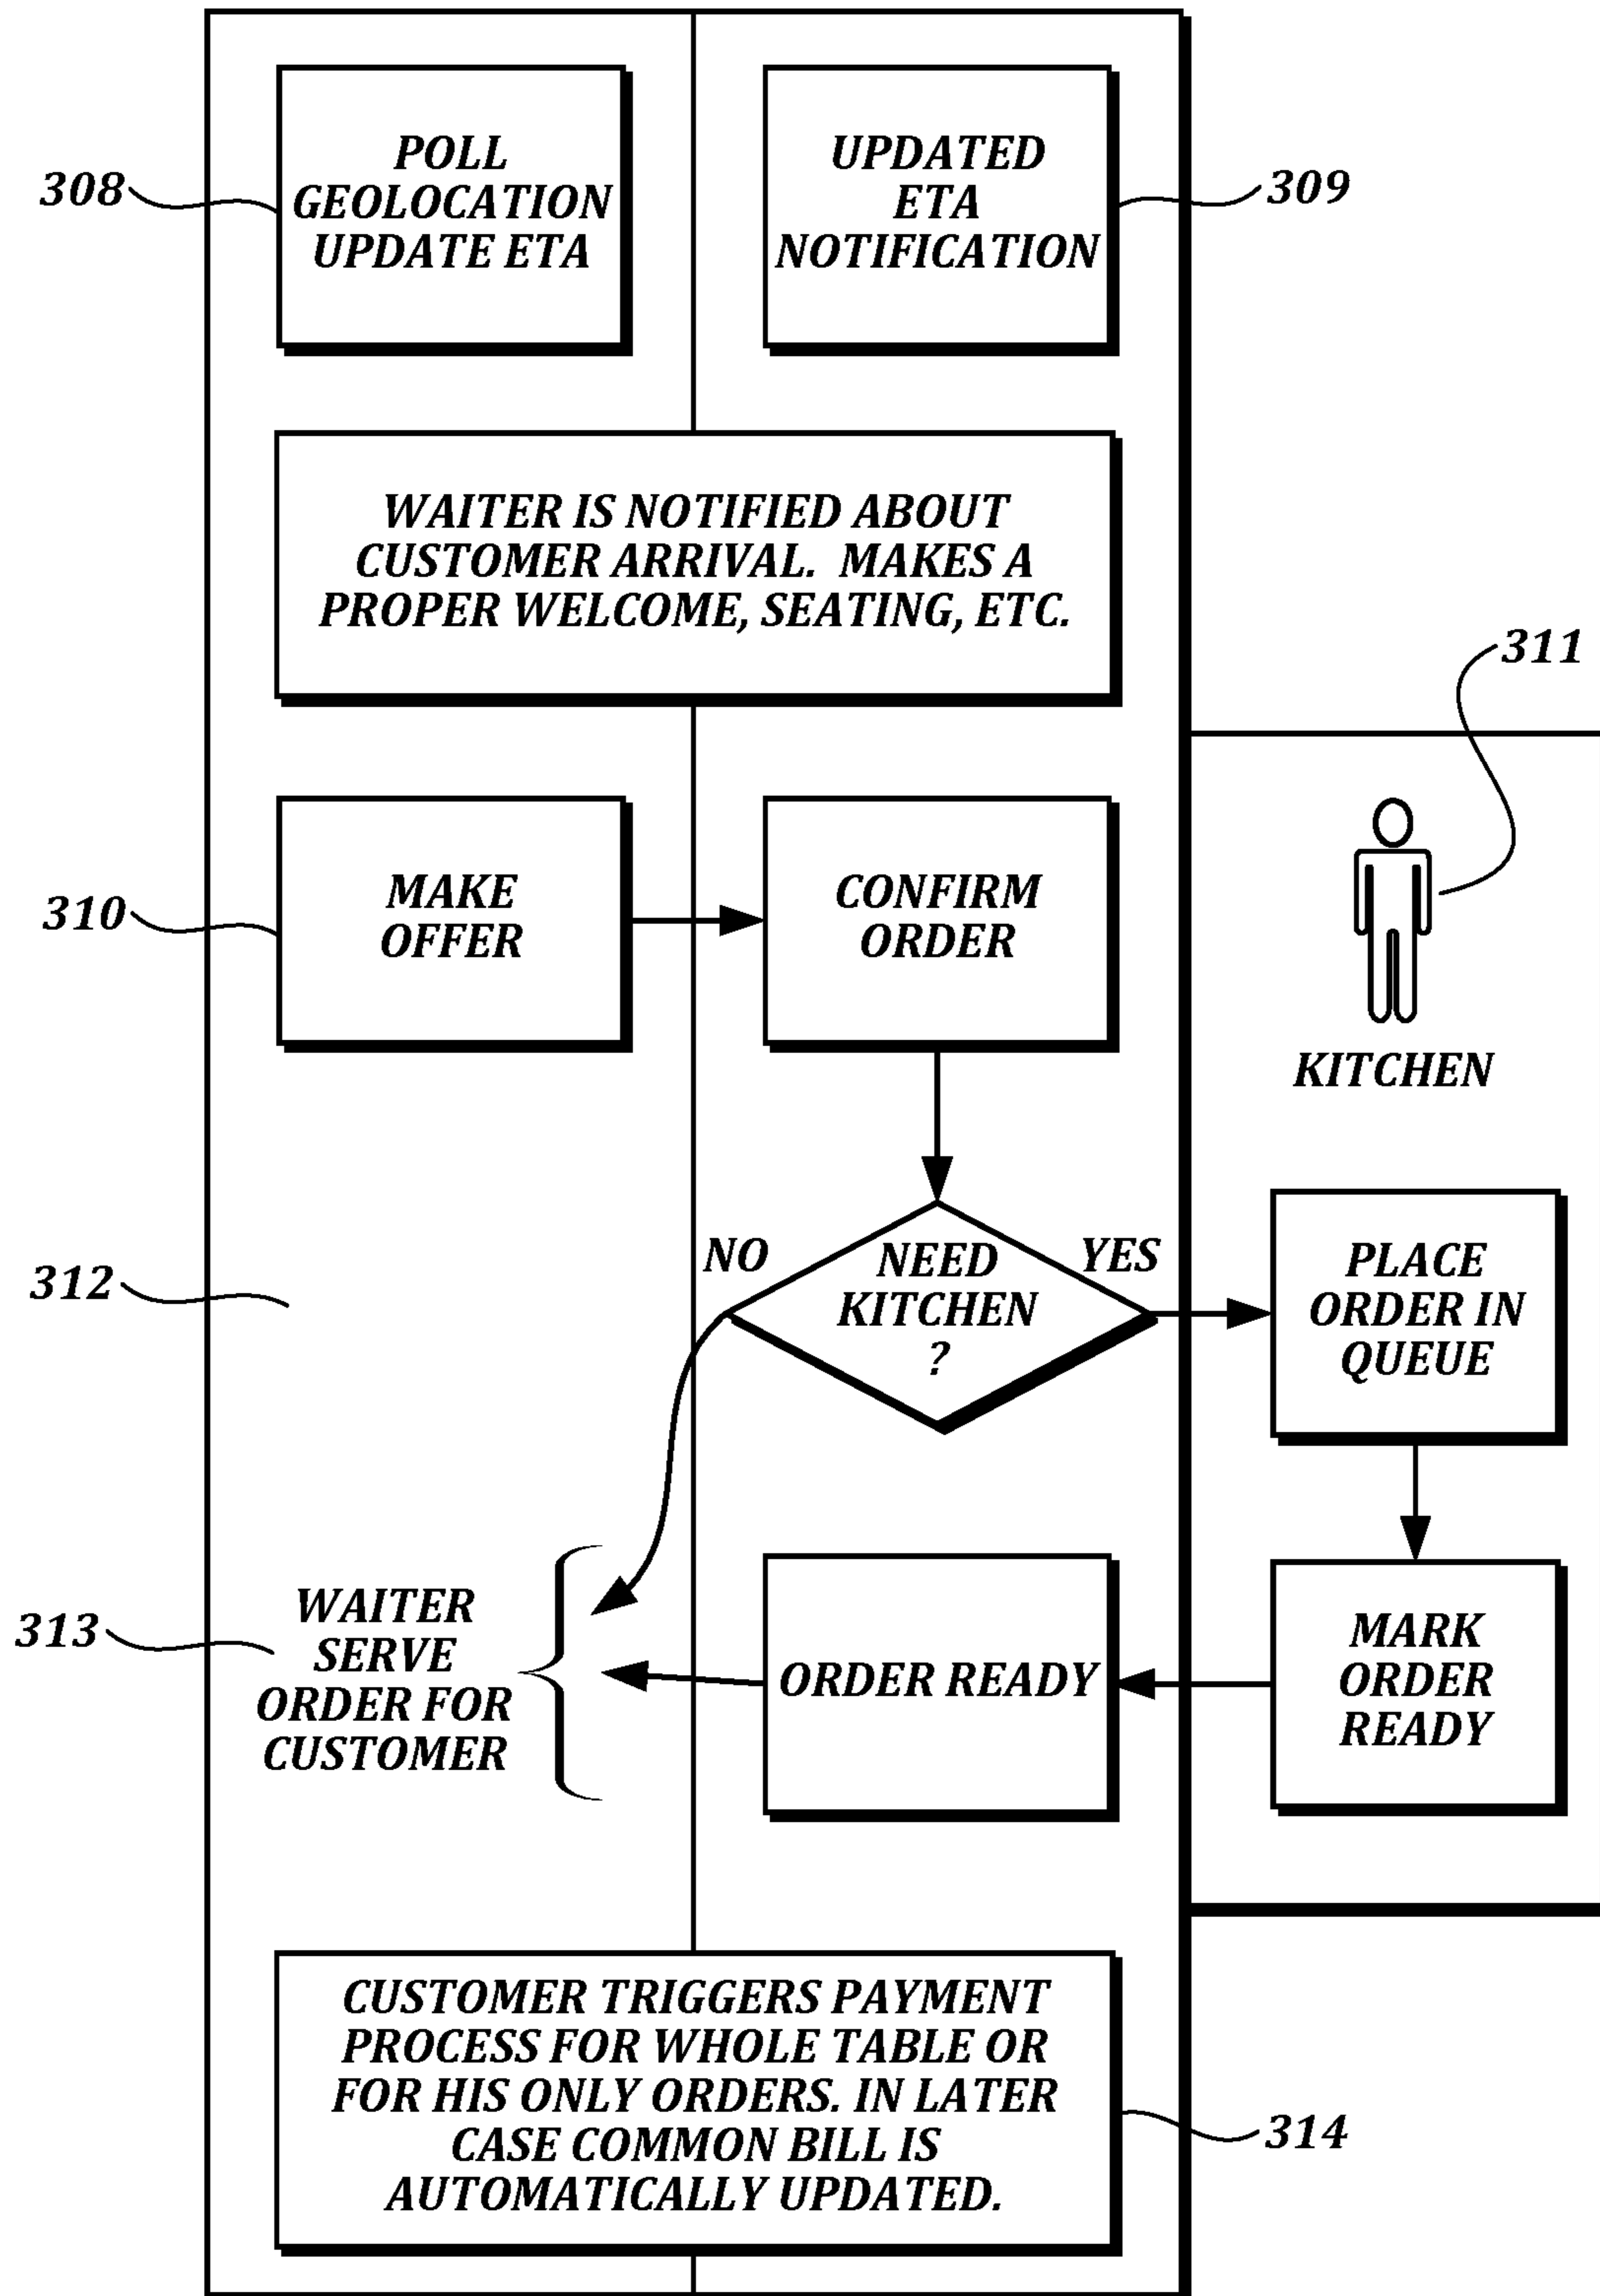 308
POLL
GEOLOCATION
UPDATE ETA
UPDATED
ETA
NOTIFICATION
309
WAITER IS NOTIFIED ABOUT
CUSTOMER ARRIVAL. MAKES A
PROPER WELCOME, SEATING, ETC.
311
310
MAKE
OFFER
CONFIRM
ORDER
KITCHEN
312
NO
NEED
KITCHEN
?
YES
PLACE
ORDER IN
QUEUE
313
WAITER
SERVE
ORDER FOR
CUSTOMER
ORDER READY
MARK
ORDER
READY
CUSTOMER TRIGGERS PAYMENT
PROCESS FOR WHOLE TABLE OR
FOR HIS ONLY ORDERS. IN LATER
CASE COMMON BILL IS
AUTOMATICALLY UPDATED.
314